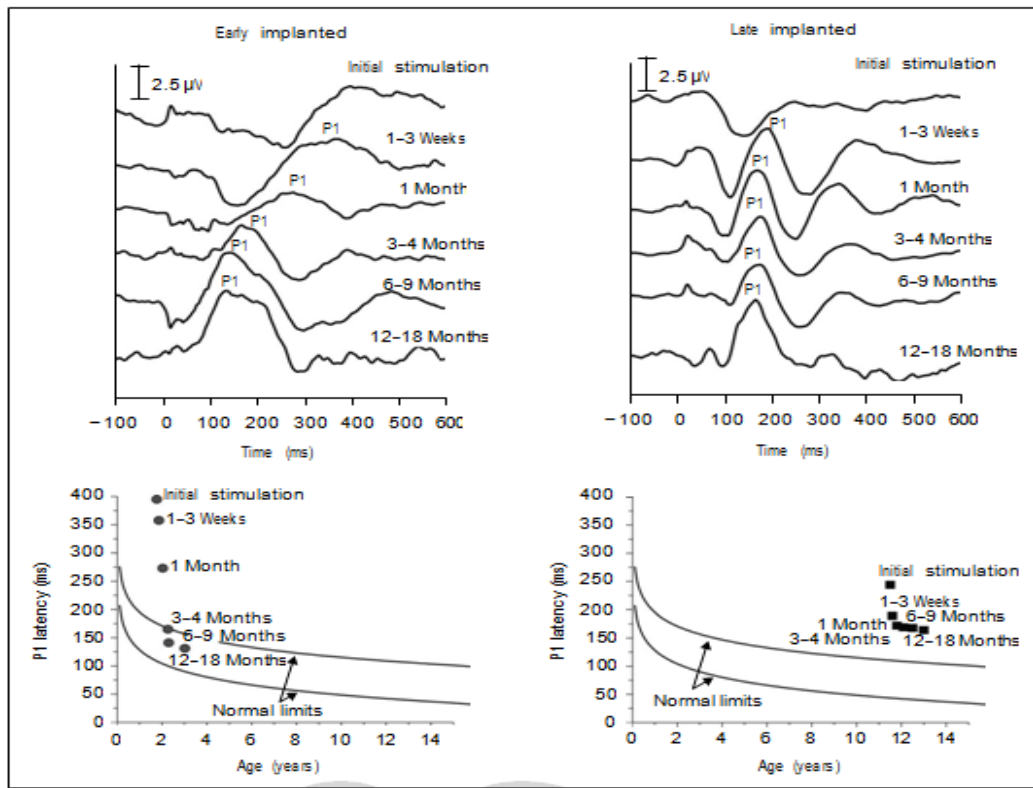 Early implanted
Initial stimulation
2.5 µV
P1
1–3 Weeks
P1
1 Month
P1
3–4 Months
P1
6–9 Months
P1
12–18 Months
–100 0 100 200 300 400 500 600
Time (ms)
Late implanted
Initial stimulation
2.5 µV
P1
1–3 Weeks
P1
1 Month
P1
3–4 Months
P1
6–9 Months
P1
12–18 Months
–100 0 100 200 300 400 500 600
Time (ms)
P1 latency (ms)
400
350
300
250
200
150
100
50
0
Initial stimulation
1–3 Weeks
1 Month
3–4 Months
6–9 Months
12–18 Months
Normal limits
0 2 4 6 8 10 12 14
Age (years)
P1 latency (ms)
400
350
300
250
200
150
100
50
0
Initial stimulation
1–3 Weeks
6–9 Months
1 Month
3–4 Months
12–18 Months
Normal limits
0 2 4 6 8 10 12 14
Age (years)